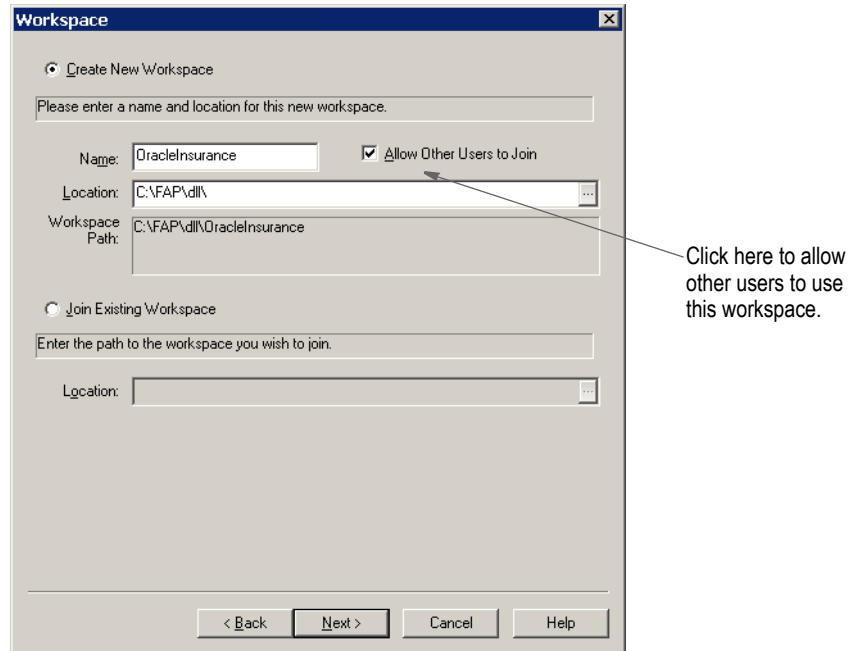 Workspace
Create New Workspace
Please enter a name and location for this new workspace.
Name: OracleInsurance Allow Other Users to Join
Location: C:\FAP\dll\ ...
Workspace Path: C:\FAP\dll\OracleInsurance
Click here to allow
other users to use
this workspace.
Join Existing Workspace
Enter the path to the workspace you wish to join.
Location: ...
< Back Next > Cancel Help